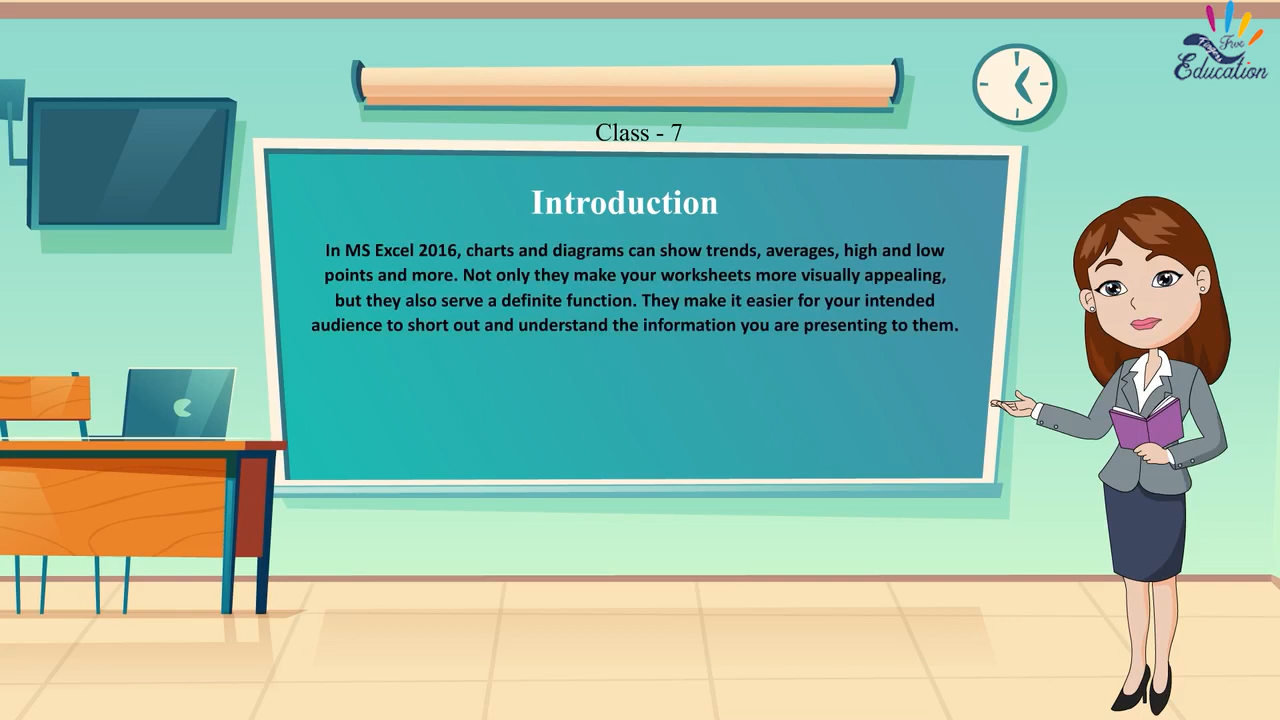 Five
Finger
Education
Class - 7
Introduction
In MS Excel 2016, charts and diagrams can show trends, averages, high and low
points and more. Not only they make your worksheets more visually appealing,
but they also serve a definite function. They make it easier for your intended
audience to short out and understand the information you are presenting to them.